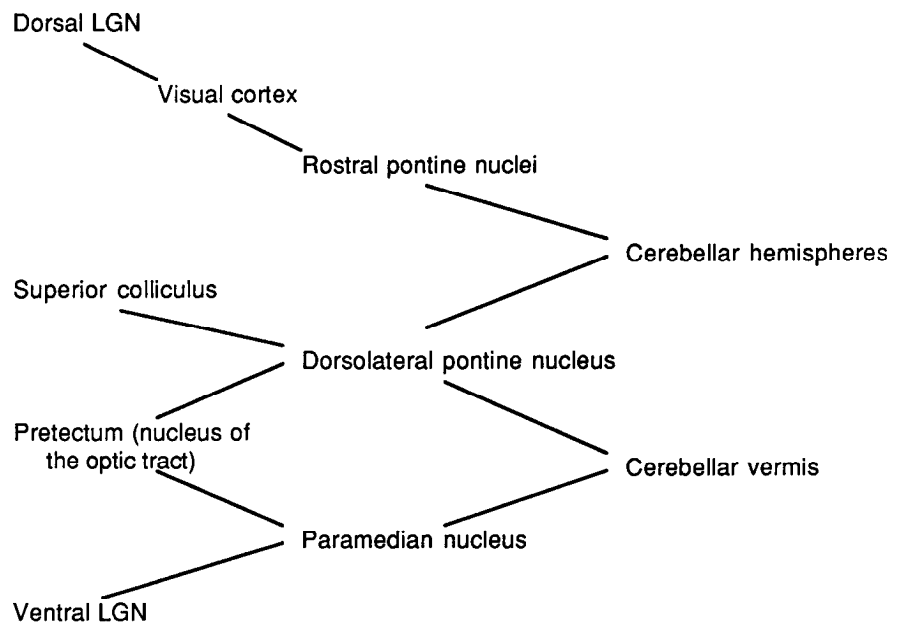 Dorsal LGN
Visual cortex
Rostral pontine nuclei
Cerebellar hemispheres
Superior colliculus
Dorsolateral pontine nucleus
Pretectum (nucleus of
the optic tract)
Cerebellar vermis
Paramedian nucleus
Ventral LGN